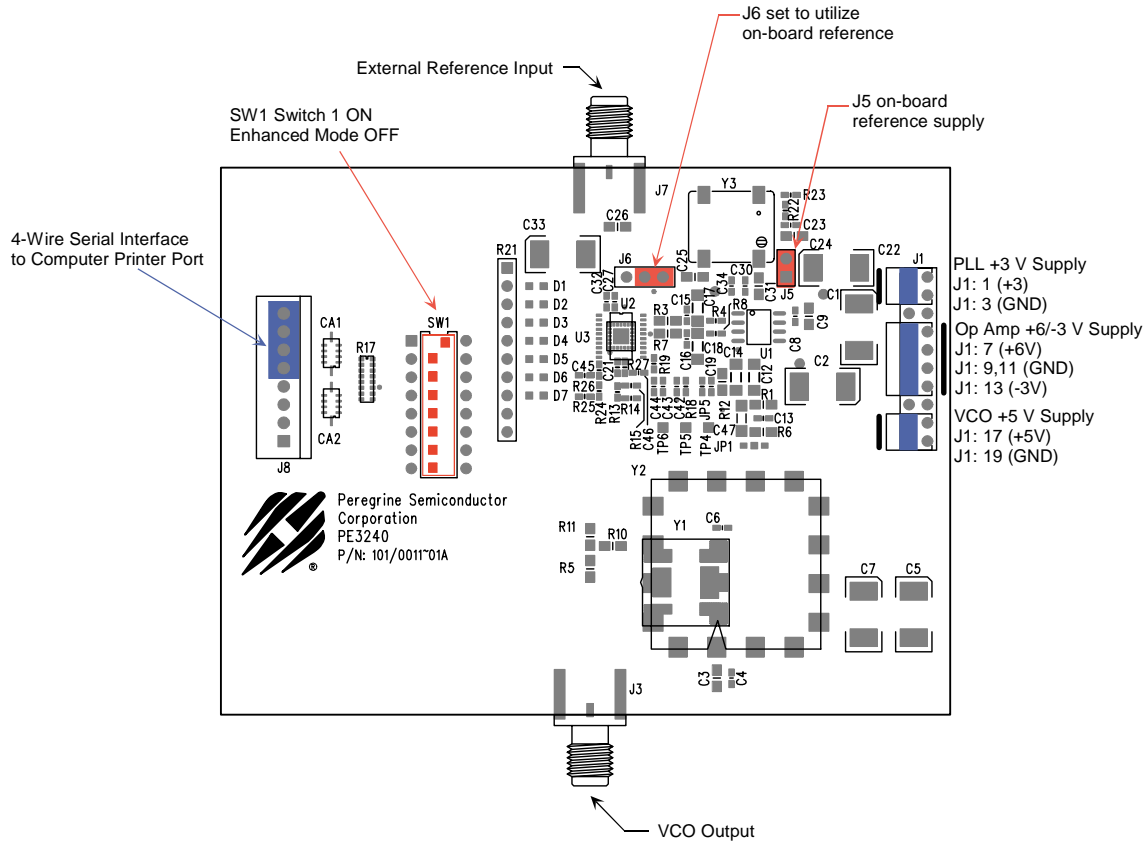 J6 set to utilize
on-board reference
External Reference Input
SW1 Switch 1 ON
Enhanced Mode OFF
J5 on-board
reference supply
4-Wire Serial Interface
to Computer Printer Port
PLL +3 V Supply
J1: 1 (+3)
J1: 3 (GND)
Op Amp +6/-3 V Supply
J1: 7 (+6V)
J1: 9,11 (GND)
J1: 13 (-3V)
VCO +5 V Supply
J1: 17 (+5V)
J1: 19 (GND)
VCO Output
J7
Y3
R23
R22
C23
C26
C33
R21
J6
C25
C24
C22
J1
C32
C27
C34
C30
C31
J5
D1
D2
D3
D4
D5
D6
D7
U2
U3
C15
C17
R3
R4
R8
C1
C9
CA1
R17
SW1
CA2
J8
R7
C16
C18
C14
U1
C8
C2
C21
R27
R19
C19
C12
C45
R26
R25
R24
R13
R14
C44
C43
C42
R18
JP5
R12
R1
C13
R6
R15
C46
TP6
TP5
TP4
C47
JP1
Y2
Peregrine Semiconductor
Corporation
PE3240
P/N: 101/0011~01A
®
R11
R10
R5
Y1
C6
C7
C5
C3
C4
J3